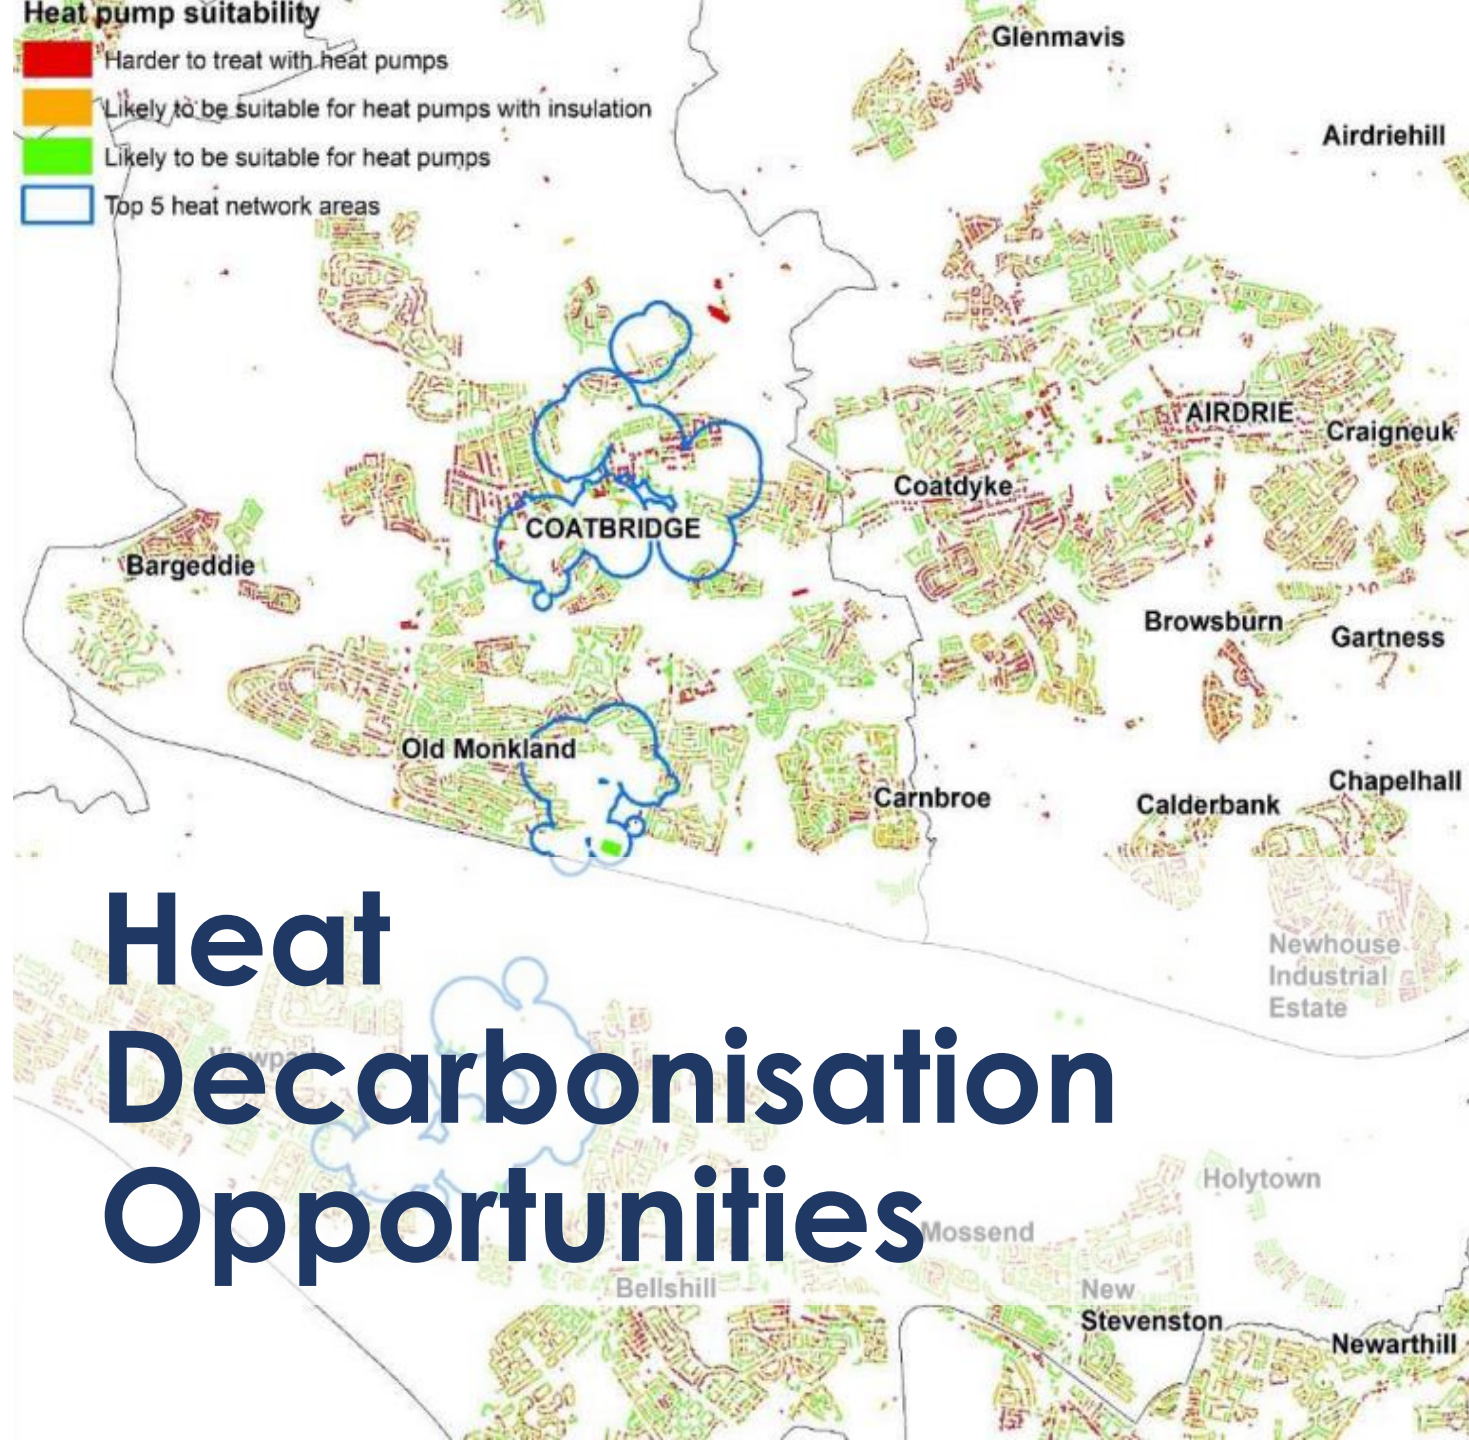 Heat pump suitability
Harder to treat with heat pumps
Likely to be suitable for heat pumps with insulation
Likely to be suitable for heat pumps
Top 5 heat network areas
Glenmavis
Airdriehill
AIRDRIE
Craigneuk
Coatdyke
COATBRIDGE
Bargeddie
Browsburn
Gartness
Old Monkland
Carnbroe
Calderbank
Chapelhall
Heat
Decarbonisation
Opportunities
Newhouse
Industrial
Estate
Viewpark
Holytown
Mossend
Bellshill
New
Stevenston
Newarthill